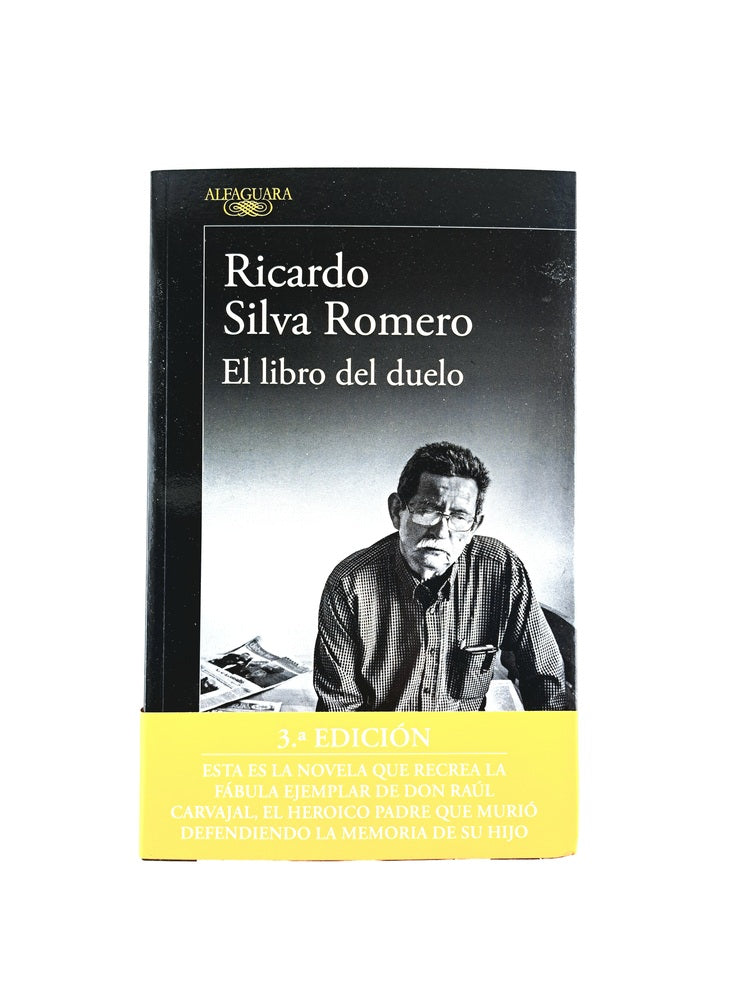 ALFAGUARA
Ricardo
Silva Romero
El libro del duelo
3.ª EDICIÓN
ESTA ES LA NOVELA QUE RECREA LA
FÁBULA EJEMPLAR DE DON RAÚL
CARVAJAL, EL HEROICO PADRE QUE MURIÓ
DEFENDIENDO LA MEMORIA DE SU HIJO